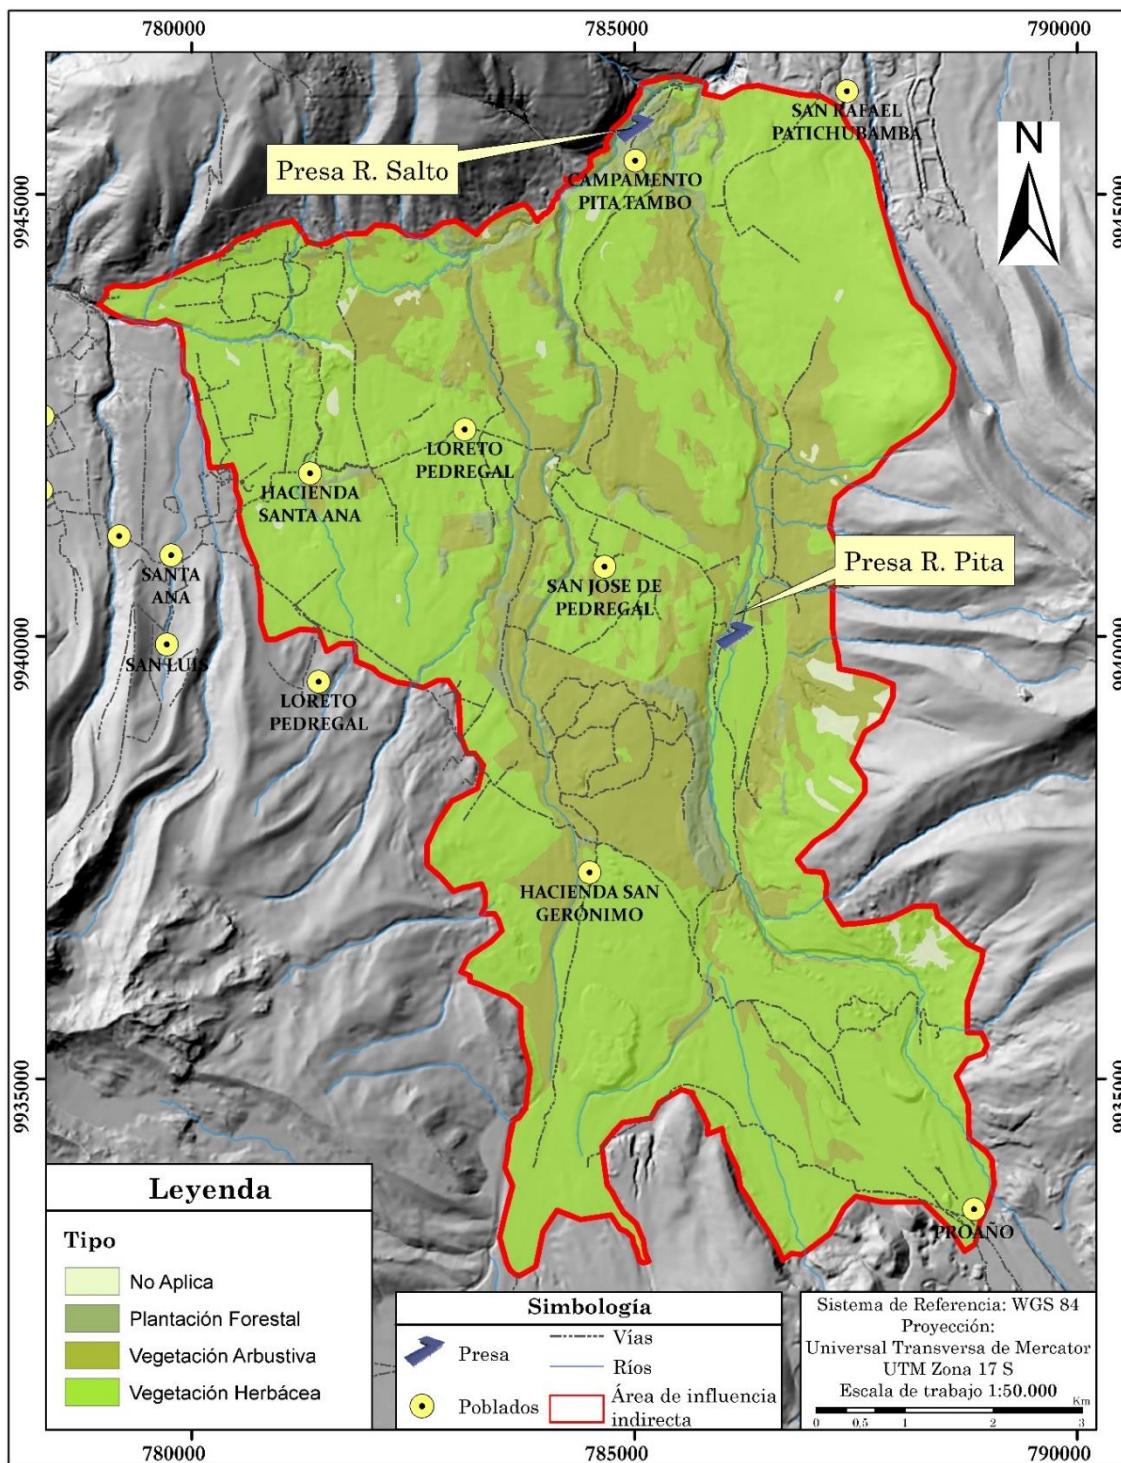 780000
785000
790000
SAN RAFAEL
PATICHUBAMBA
N
Presa R. Salto
CAMPAMENTO
PITA TAMBO
9945000
9945000
LORETO
PEDREGAL
HACIENDA
SANTA ANA
Presa R. Pita
SANTA
ANA
SAN JOSE DE
PEDREGAL
9940000
9940000
SAN LUIS
LORETO
PEDREGAL
HACIENDA SAN
GERÓNIMO
9935000
9935000
PROAÑO
Leyenda
Tipo
No Aplica
Plantación Forestal
Vegetación Arbustiva
Vegetación Herbácea
Simbología
Presa
Vías
Ríos
Poblados
Área de influencia
indirecta
Sistema de Referencia: WGS 84
Proyección:
Universal Transversa de Mercator
UTM Zona 17 S
Escala de trabajo 1:50.000
Km
0 0.5 1 2 3
780000
785000
790000